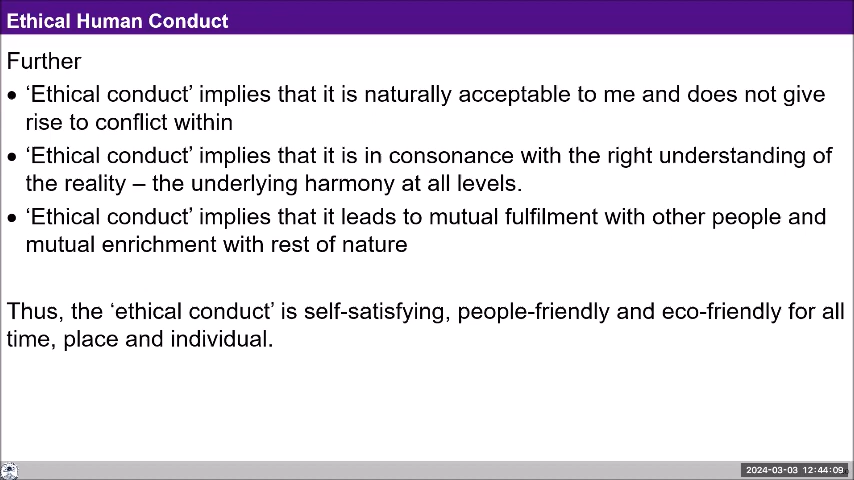 Ethical Human Conduct
Further
• ‘Ethical conduct’ implies that it is naturally acceptable to me and does not give
rise to conflict within
• ‘Ethical conduct’ implies that it is in consonance with the right understanding of
the reality – the underlying harmony at all levels.
• ‘Ethical conduct’ implies that it leads to mutual fulfilment with other people and
mutual enrichment with rest of nature
Thus, the ‘ethical conduct’ is self-satisfying, people-friendly and eco-friendly for all
time, place and individual.
2024-03-03 12:44:09